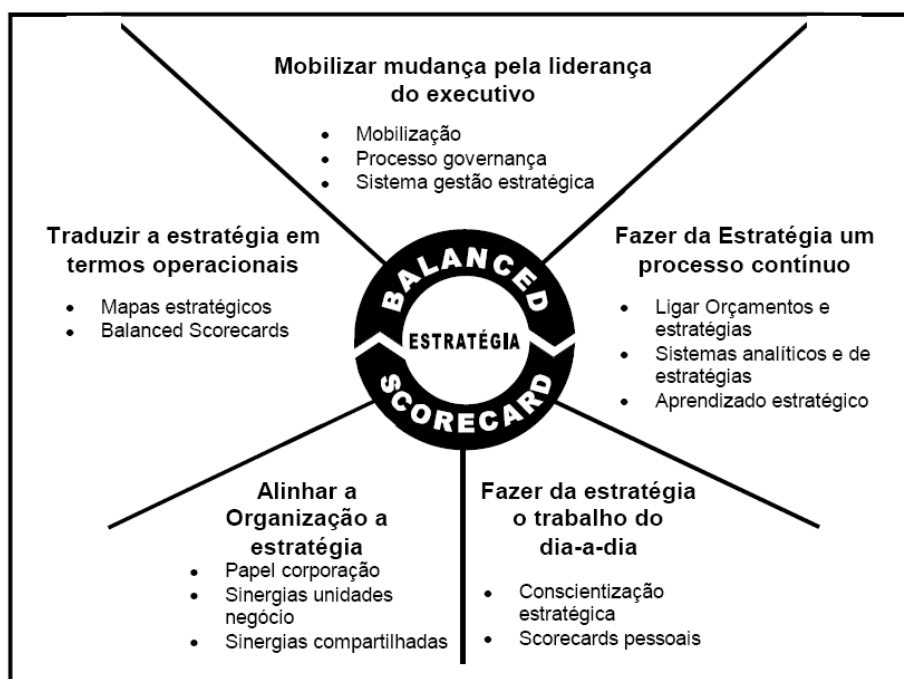 Mobilizar mudança pela liderança
do executivo
• Mobilização
• Processo governança
• Sistema gestão estratégica
Traduzir a estratégia em
termos operacionais
• Mapas estratégicos
• Balanced Scorecards
Fazer da Estratégia um
processo contínuo
• Ligar Orçamentos e
estratégias
• Sistemas analíticos e de
estratégias
• Aprendizado estratégico
BALANCED
ESTRATÉGIA
SCORECARD
Alinhar a
Organização a
estratégia
• Papel corporação
• Sinergias unidades
negócio
• Sinergias compartilhadas
Fazer da estratégia
o trabalho do
dia-a-dia
• Conscientização
estratégica
• Scorecards pessoais